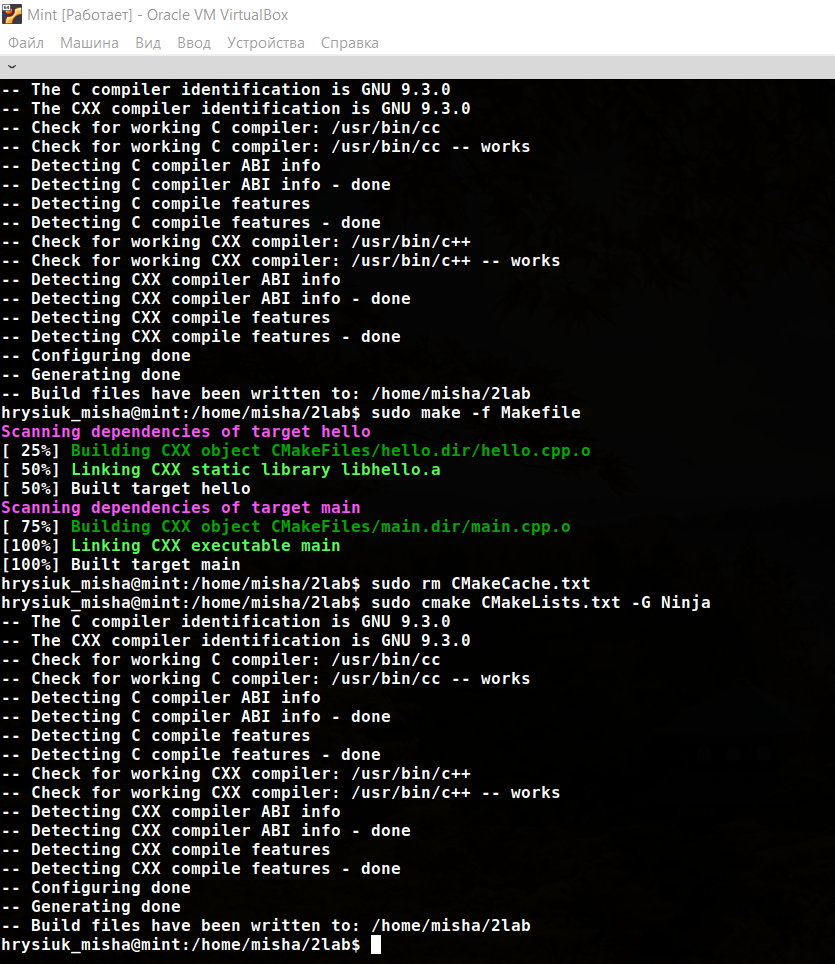 Mint [Работает] - Oracle VM VirtualBox
Файл Машина Вид Ввод Устройства Справка
-- The C compiler identification is GNU 9.3.0
-- The CXX compiler identification is GNU 9.3.0
-- Check for working C compiler: /usr/bin/cc
-- Check for working C compiler: /usr/bin/cc -- works
-- Detecting C compiler ABI info
-- Detecting C compiler ABI info - done
-- Detecting C compile features
-- Detecting C compile features - done
-- Check for working CXX compiler: /usr/bin/c++
-- Check for working CXX compiler: /usr/bin/c++ -- works
-- Detecting CXX compiler ABI info
-- Detecting CXX compiler ABI info - done
-- Detecting CXX compile features
-- Detecting CXX compile features - done
-- Configuring done
-- Generating done
-- Build files have been written to: /home/misha/2lab
hrysiuk_misha@mint:/home/misha/2lab$ sudo make -f Makefile
Scanning dependencies of target hello
[ 25%] Building CXX object CMakeFiles/hello.dir/hello.cpp.o
[ 50%] Linking CXX static library libhello.a
[ 50%] Built target hello
Scanning dependencies of target main
[ 75%] Building CXX object CMakeFiles/main.dir/main.cpp.o
[100%] Linking CXX executable main
[100%] Built target main
hrysiuk_misha@mint:/home/misha/2lab$ sudo rm CMakeCache.txt
hrysiuk_misha@mint:/home/misha/2lab$ sudo cmake CMakeLists.txt -G Ninja
-- The C compiler identification is GNU 9.3.0
-- The CXX compiler identification is GNU 9.3.0
-- Check for working C compiler: /usr/bin/cc
-- Check for working C compiler: /usr/bin/cc -- works
-- Detecting C compiler ABI info
-- Detecting C compiler ABI info - done
-- Detecting C compile features
-- Detecting C compile features - done
-- Check for working CXX compiler: /usr/bin/c++
-- Check for working CXX compiler: /usr/bin/c++ -- works
-- Detecting CXX compiler ABI info
-- Detecting CXX compiler ABI info - done
-- Detecting CXX compile features
-- Detecting CXX compile features - done
-- Configuring done
-- Generating done
-- Build files have been written to: /home/misha/2lab
hrysiuk_misha@mint:/home/misha/2lab$